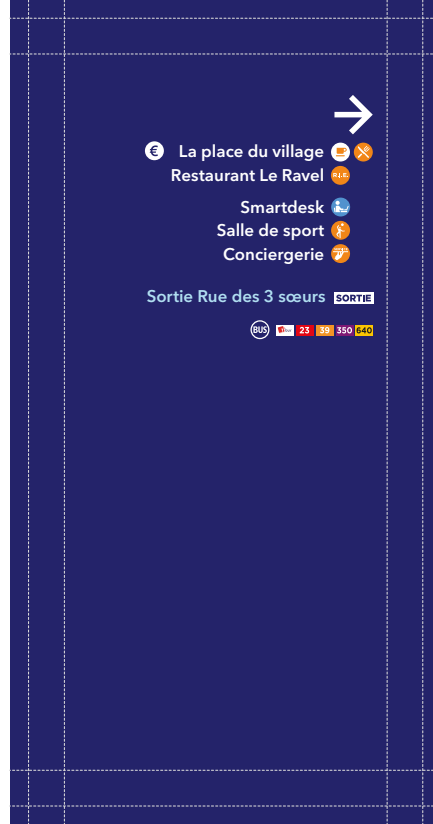 € La place du village
Restaurant Le Ravel R.I.E.
Smartdesk
Salle de sport
Conciergerie
Sortie Rue des 3 sœurs SORTIE
BUS 23 39 350 640